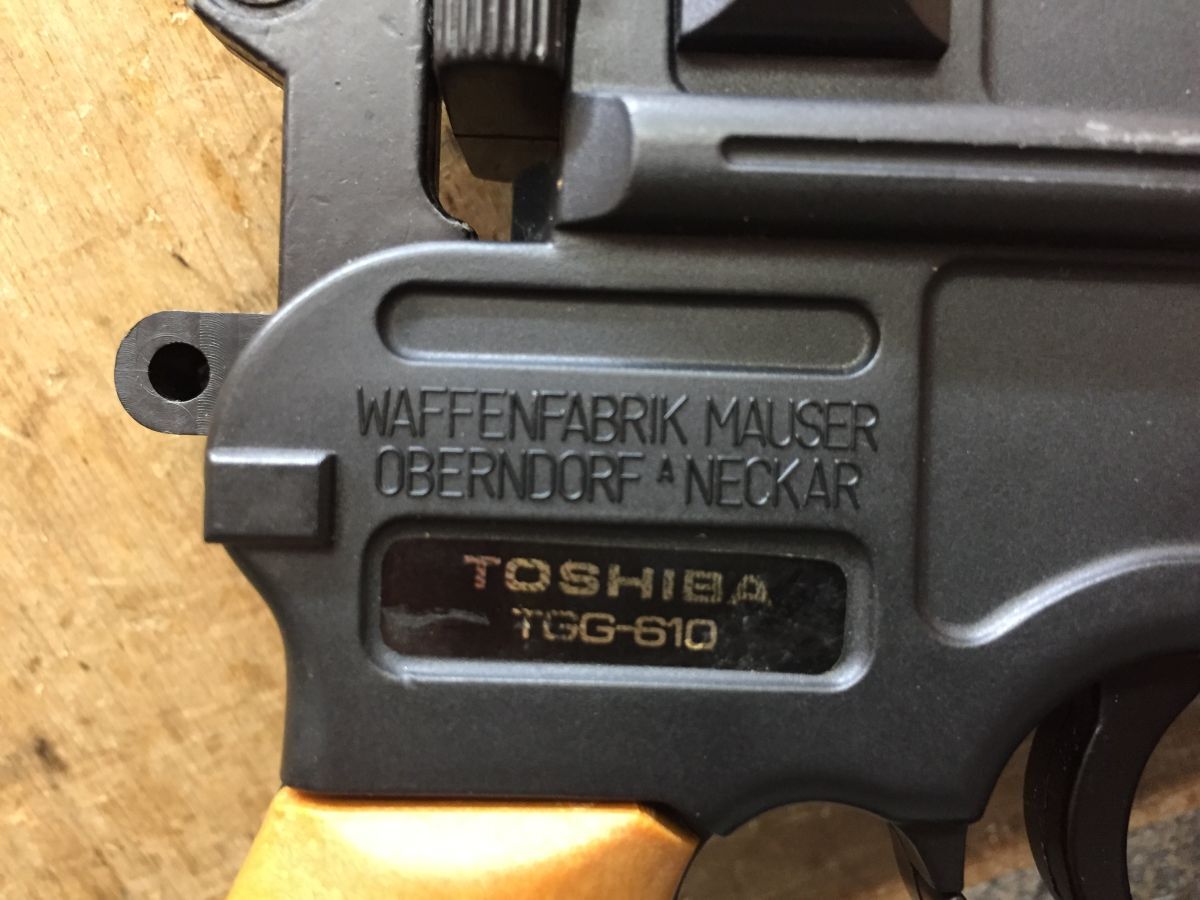 WAFFENFABRIK MAUSER
OBERNDORF A NECKAR
TOSHIBA
TGG-610